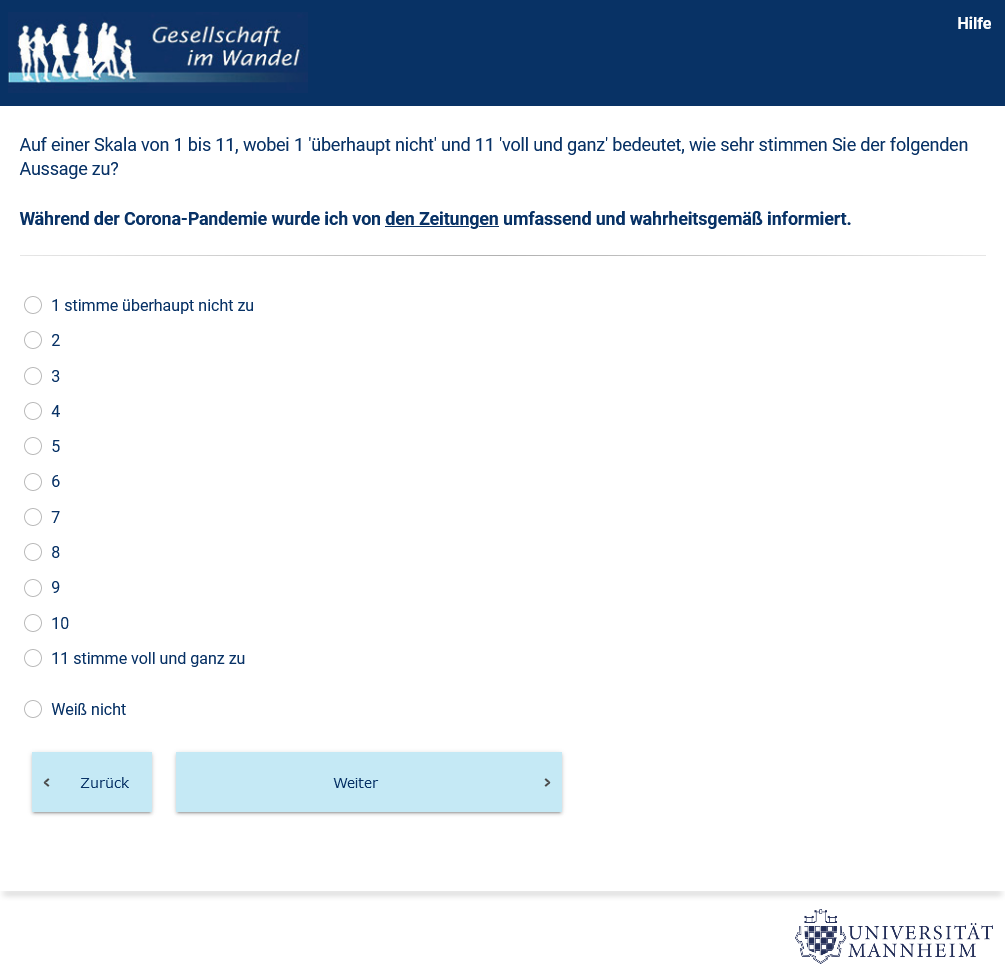 Gesellschaft
im Wandel
Hilfe
Auf einer Skala von 1 bis 11, wobei 1 'überhaupt nicht' und 11 'voll und ganz' bedeutet, wie sehr stimmen Sie der folgenden
Aussage zu?
Während der Corona-Pandemie wurde ich von den Zeitungen umfassend und wahrheitsgemäß informiert.
1 stimme überhaupt nicht zu
2
3
4
5
6
7
8
9
10
11 stimme voll und ganz zu
Weiß nicht
Zurück
Weiter
UNIVERSITÄT
MANNHEIM